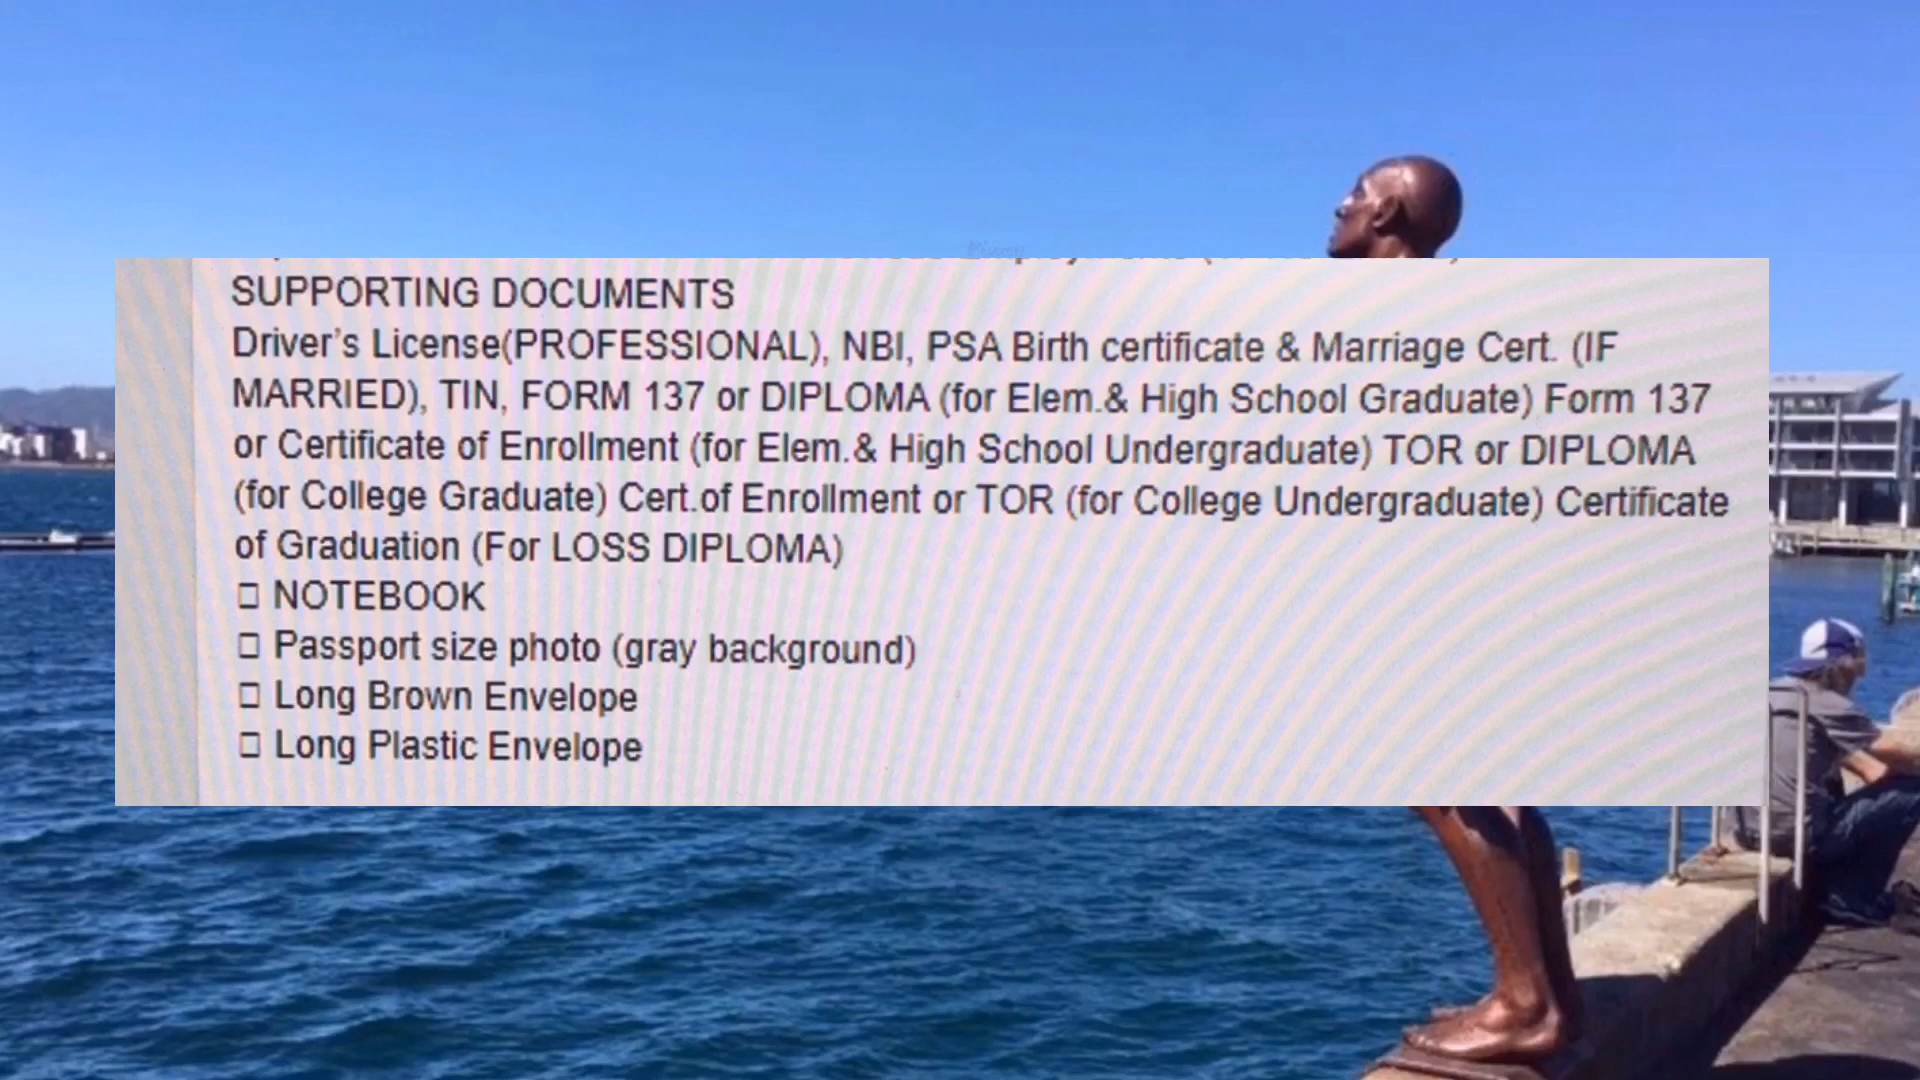 SUPPORTING DOCUMENTS
Driver's License(PROFESSIONAL), NBI, PSA Birth certificate & Marriage Cert. (IF
MARRIED), TIN, FORM 137 or DIPLOMA (for Elem.& High School Graduate) Form 137
or Certificate of Enrollment (for Elem.& High School Undergraduate) TOR or DIPLOMA
(for College Graduate) Cert.of Enrollment or TOR (for College Undergraduate) Certificate
of Graduation (For LOSS DIPLOMA)
□ NOTEBOOK
□ Passport size photo (gray background)
□ Long Brown Envelope
□ Long Plastic Envelope